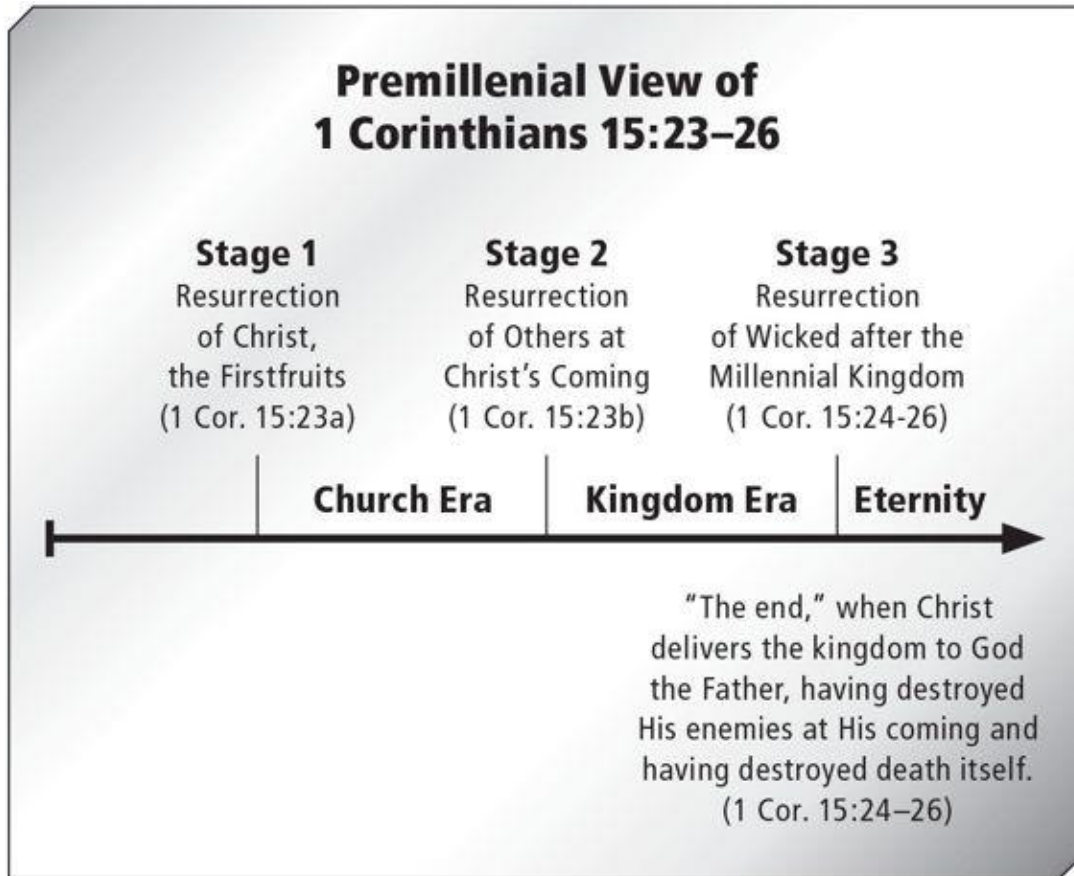 Premillenial View of
1 Corinthians 15:23–26
Stage 1
Resurrection
of Christ,
the Firstfruits
(1 Cor. 15:23a)
Stage 2
Resurrection
of Others at
Christ's Coming
(1 Cor. 15:23b)
Stage 3
Resurrection
of Wicked after the
Millennial Kingdom
(1 Cor. 15:24-26)
Church Era
Kingdom Era
Eternity
"The end," when Christ
delivers the kingdom to God
the Father, having destroyed
His enemies at His coming and
having destroyed death itself.
(1 Cor. 15:24–26)